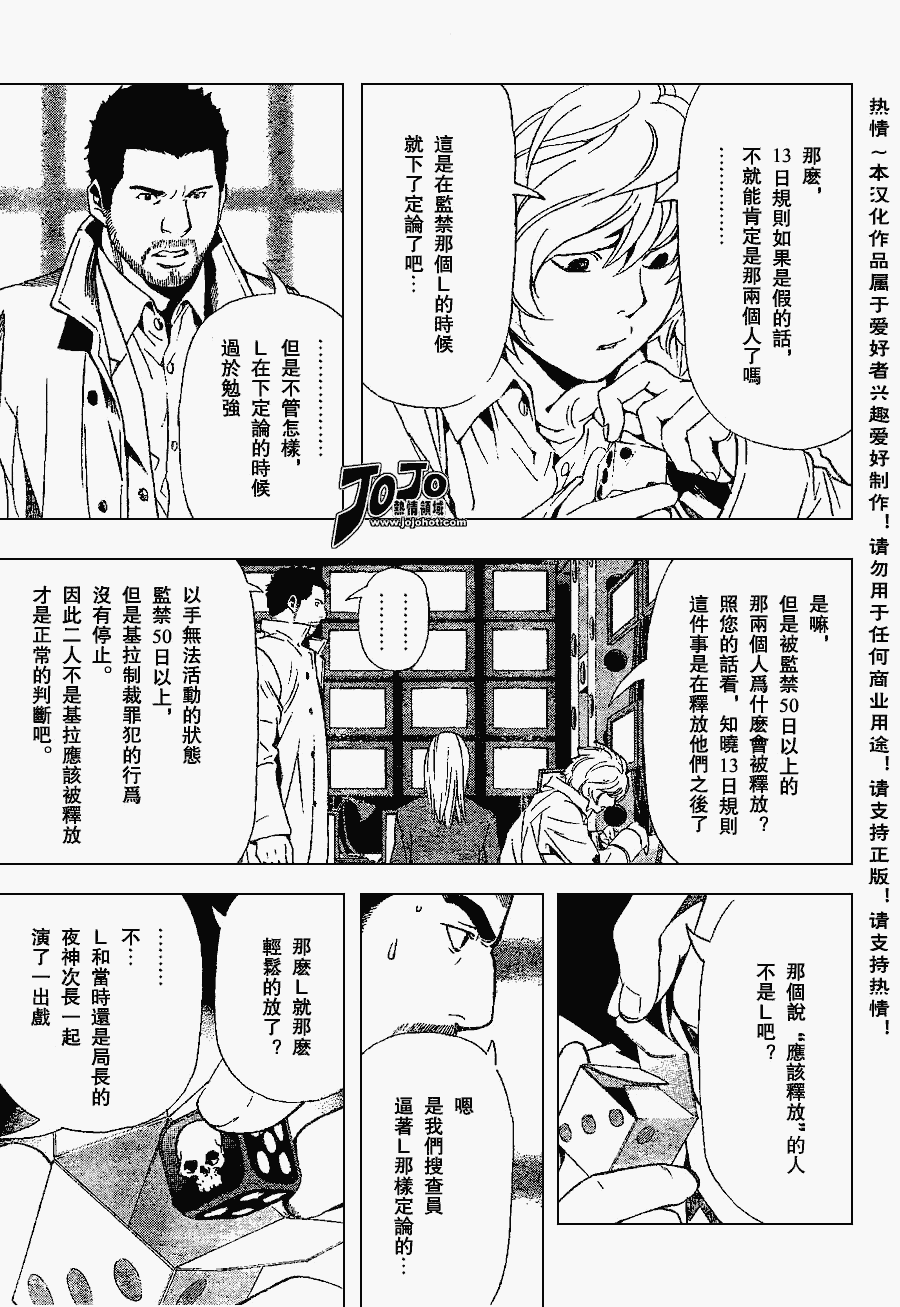 那麽，
13日規則如果是假的話，
不就能肯定是那兩個人了嗎
…………
這是在監禁那個L的時候
就下了定論了吧…
…………
但是不管怎樣，
L在下定論的時候
過於勉強
是嘛，
但是被監禁50日以上的
那兩個人爲什麽會被釋放？
照您的話看，知曉13日規則
這件事是在釋放他們之後了
……
……
以手無法活動的狀態
監禁50日以上，
但是基拉制裁罪犯的行爲
沒有停止。
因此二人不是基拉應該被釋放
才是正常的判斷吧。
那個說“應該釋放”的人
不是L吧？
嗯
是我們搜查員
逼著L那樣定論的…
那麽L就那麽
輕鬆的放了？
………
不…
L和當時還是局長的
夜神次長一起
演了一出戲
JOJO
熱情領域
www.jojohot.com
热情～本汉化作品属于爱好者兴趣爱好制作！请勿用于任何商业用途！请支持正版！请支持热情！